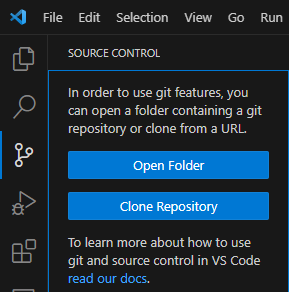 File Edit Selection View Go Run
SOURCE CONTROL
In order to use git features, you
can open a folder containing a git
repository or clone from a URL.
Open Folder
Clone Repository
To learn more about how to use
git and source control in VS Code
read our docs.